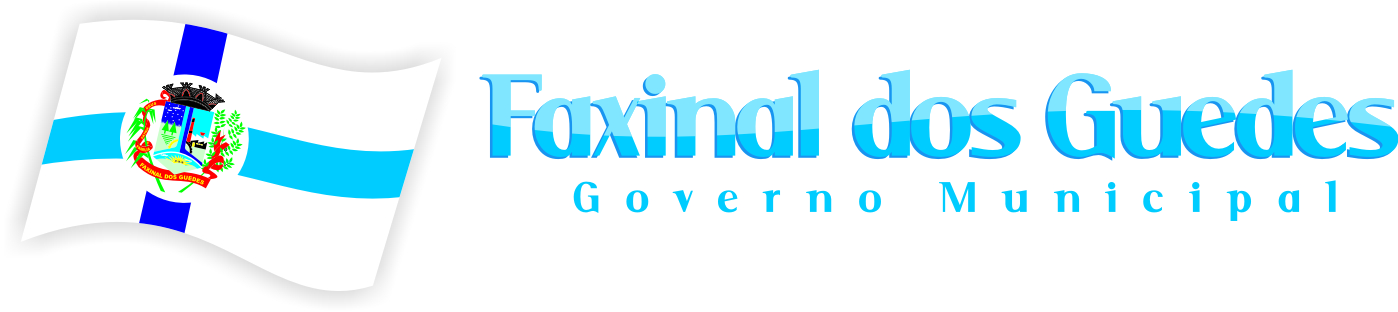 Faxinal dos Guedes
Governo Municipal
FAXINAL DOS GUEDES